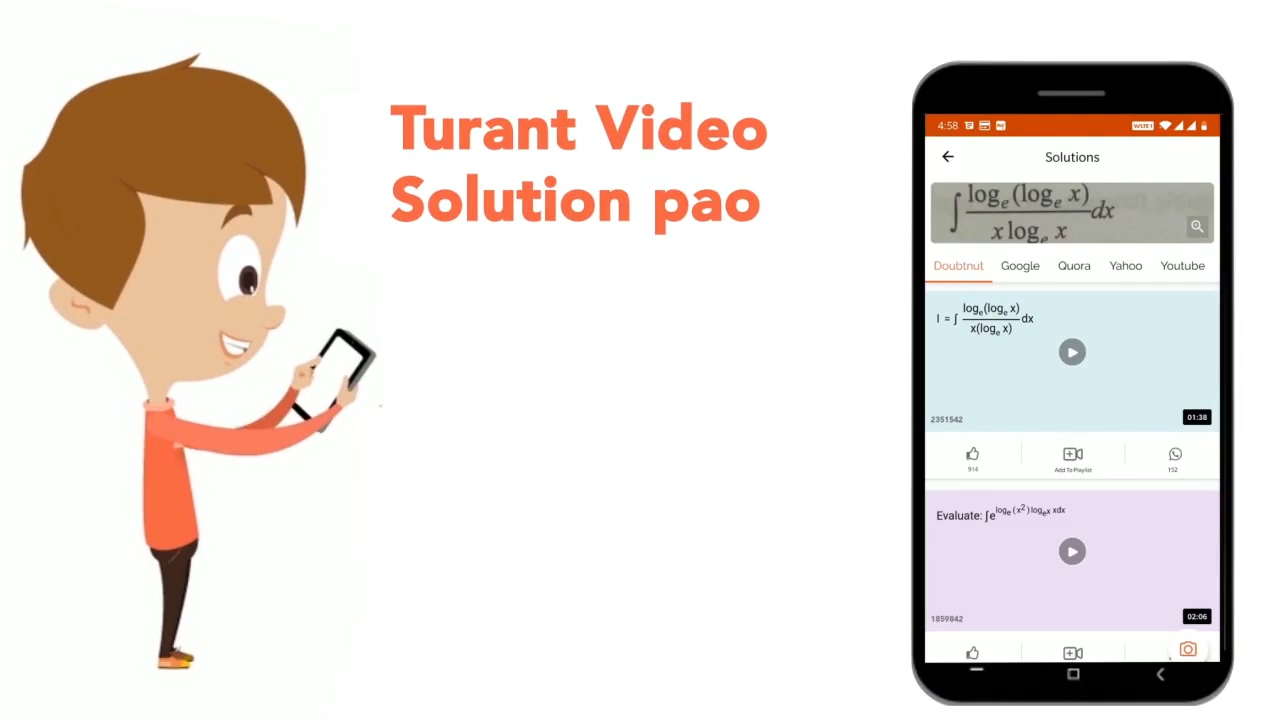 Turant Video
Solution pao
4:58
VoLTE1
Solutions
∫ logₑ(logₑ x) / x logₑ x dx
Doubtnut Google Quora Yahoo Youtube
I = ∫ logₑ(logₑ x) / x(logₑ x) dx
2351542 01:38
914 Add To Playlist 152
Evaluate: ∫e^logₑ(x²)logₑx xdx
1859842 02:06